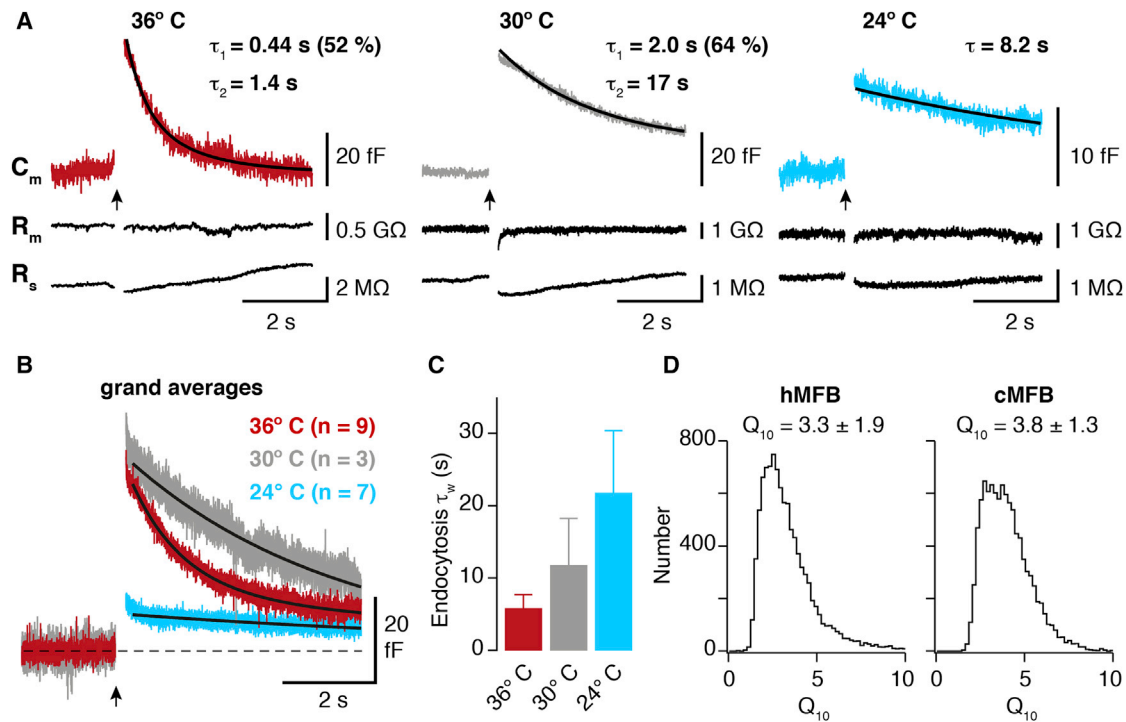 A
36° C
τ1 = 0.44 s (52 %)
τ2 = 1.4 s
30° C
τ1 = 2.0 s (64 %)
τ2 = 17 s
24° C
τ = 8.2 s
Cm
20 fF
20 fF
10 fF
Rm
0.5 GΩ
1 GΩ
1 GΩ
Rs
2 MΩ
1 MΩ
1 MΩ
2 s
2 s
2 s
B
grand averages
36° C (n = 9)
30° C (n = 3)
24° C (n = 7)
20
fF
2 s
C
Endocytosis τw (s)
30
20
10
0
36° C
30° C
24° C
D
hMFB
Q10 = 3.3 ± 1.9
cMFB
Q10 = 3.8 ± 1.3
Number
800
400
0
0
5
10
Q10
0
5
10
Q10